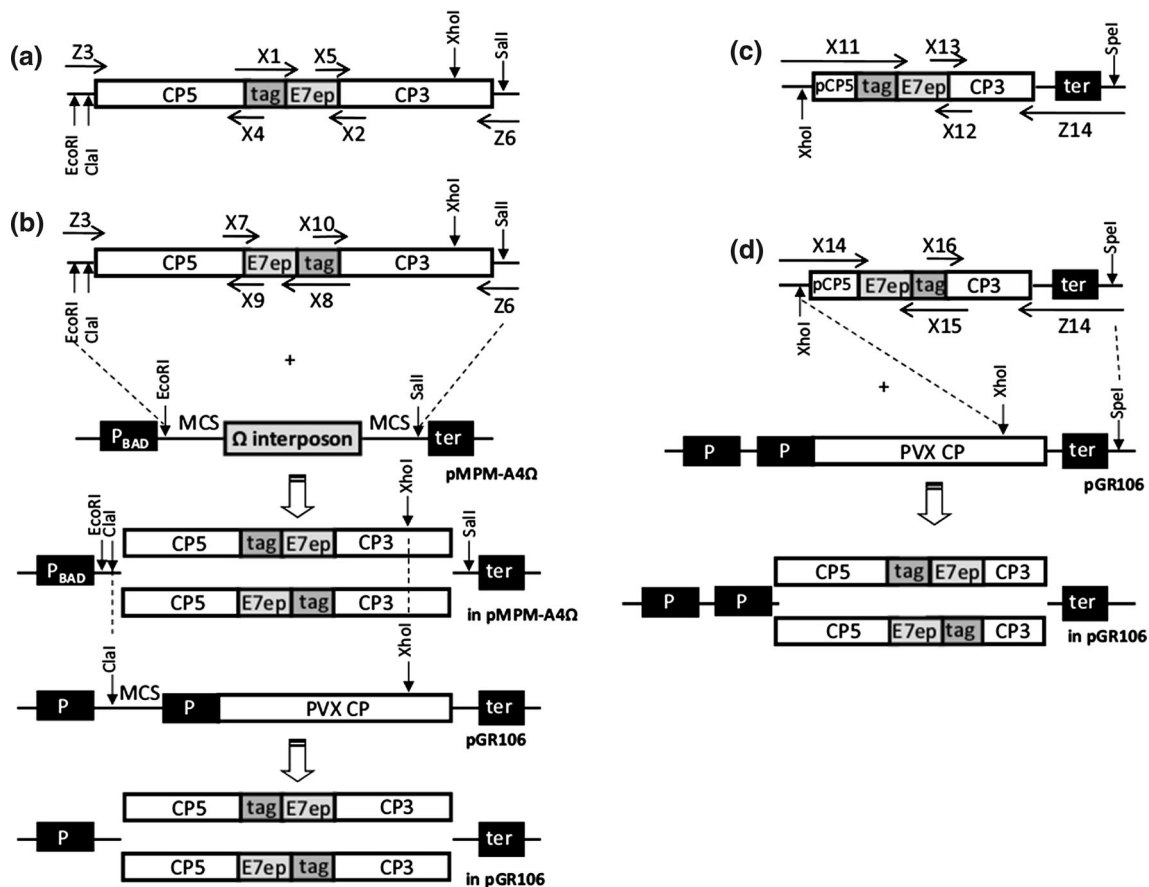 (a)
Z3
X1
X5
XhoI
SalI
CP5
tag
E7ep
CP3
X4
X2
Z6
EcoRI
ClaI
(b)
Z3
X7
X10
XhoI
SalI
CP5
E7ep
tag
CP3
X9
X8
Z6
EcoRI
ClaI
+
EcoRI
SalI
MCS
MCS
PBAD
Ω interposon
ter
pMPM-A4Ω
XhoI
EcoRI
ClaI
SalI
CP5
tag
E7ep
CP3
PBAD
ter
CP5
E7ep
tag
CP3
in pMPM-A4Ω
ClaI
XhoI
MCS
P
P
PVX CP
ter
pGR106
CP5
tag
E7ep
CP3
P
ter
CP5
E7ep
tag
CP3
in pGR106
(c)
X11
X13
SpeI
pCP5
tag
E7ep
CP3
ter
X12
Z14
XhoI
(d)
X14
X16
SpeI
pCP5
E7ep
tag
CP3
ter
X15
Z14
XhoI
+
XhoI
SpeI
P
P
PVX CP
ter
pGR106
CP5
tag
E7ep
CP3
P
P
ter
CP5
E7ep
tag
CP3
in pGR106